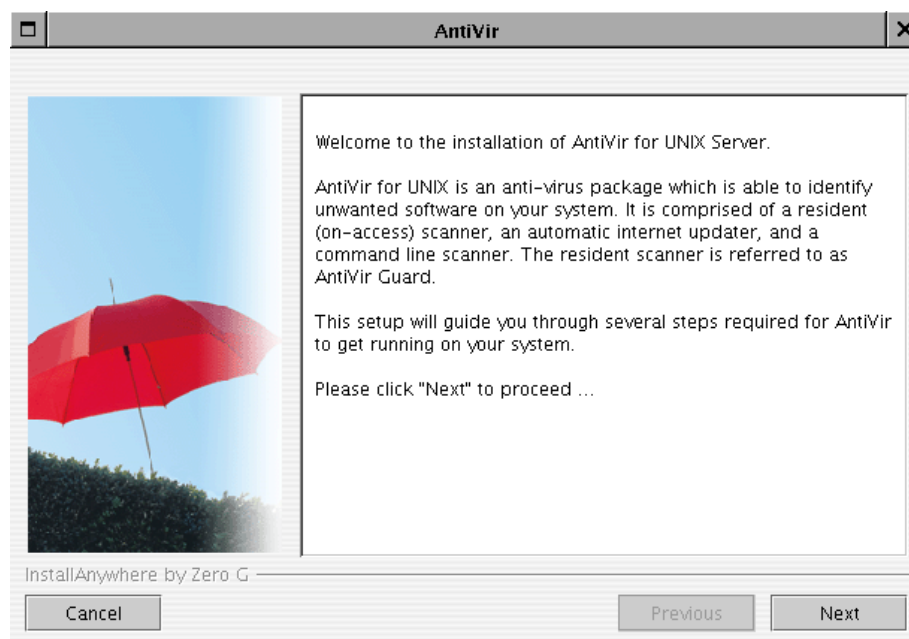 AntiVir
Welcome to the installation of AntiVir for UNIX Server.
AntiVir for UNIX is an anti-virus package which is able to identify
unwanted software on your system. It is comprised of a resident
(on-access) scanner, an automatic internet updater, and a
command line scanner. The resident scanner is referred to as
AntiVir Guard.
This setup will guide you through several steps required for AntiVir
to get running on your system.
Please click "Next" to proceed ...
InstallAnywhere by Zero G
Cancel
Previous
Next